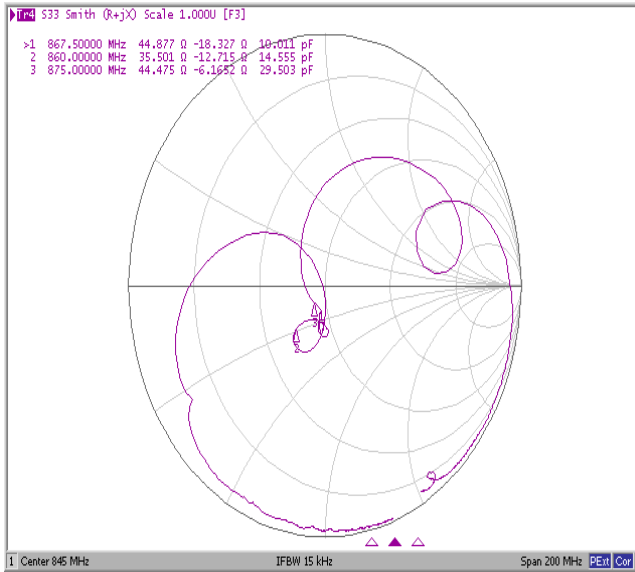 Tr4 S33 Smith (R+jX) Scale 1.000U [F3]
>1 867.50000 MHz 44.877 Ω -18.327 Ω 10.011 pF
2 860.00000 MHz 35.501 Ω -12.715 Ω 14.555 pF
3 875.00000 MHz 44.475 Ω -6.1652 Ω 29.503 pF
1 Center 845 MHz IFBW 15 kHz Span 200 MHz PExt Cor